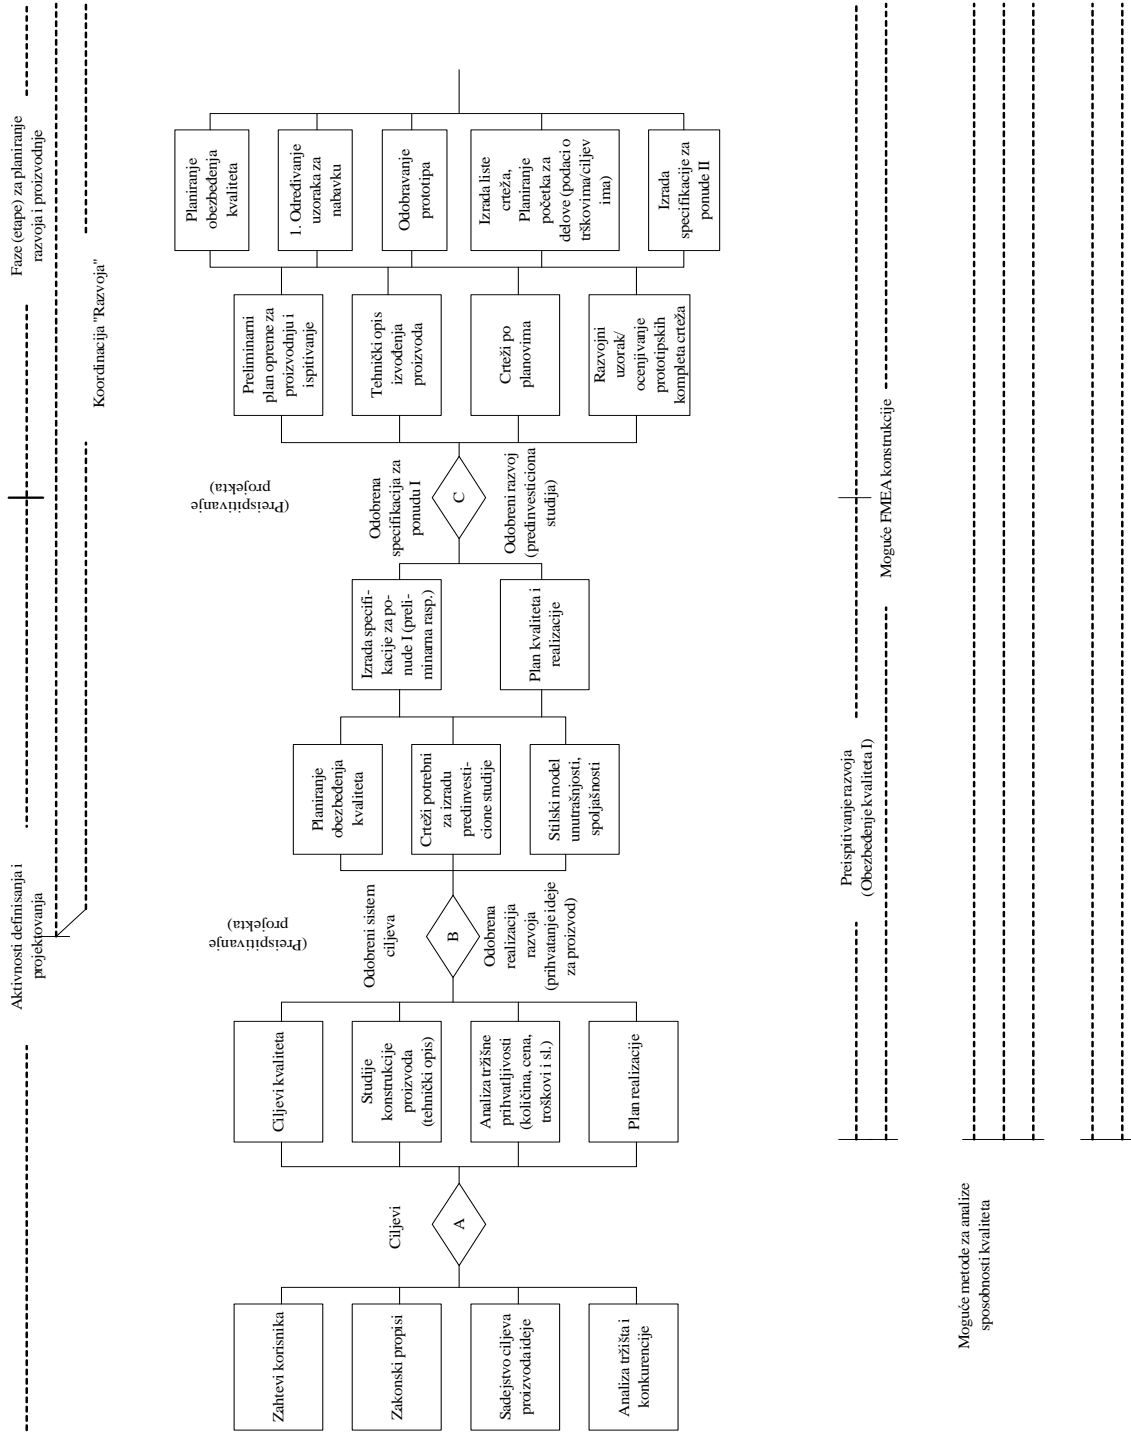 Aktivnosti definisanja i
projektovanja
Faze (etape) za planiranje
razvoja i proizvodnje
Koordinacija "Razvoja"
Zahtevi korisnika
Zakonski propisi
Sadejstvo ciljeva
proizvoda ideje
Analiza tržišta i
konkurencije
Ciljevi
A
Ciljevi kvaliteta
Studije
konstrukcije
proizvoda
(tehnički opis)
Analiza tržišne
prihvatljivosti
(količina, cena,
troškovi i sl.)
Plan realizacije
(Preispitivanje
projekta)
Odobreni sistem
ciljeva
B
Odobrena
realizacija
razvoja
(prihvatanje ideje
za proizvod)
Planiranje
obezbeđenja
kvaliteta
Crteži potrebni
za izradu
predinvesti-
cione studije
Stilski model
unutrašnjosti,
spoljašnosti
Izrada specifi-
kacije za po-
nude I (preli-
minarna rasp.)
Plan kvaliteta i
realizacije
(Preispitivanje
projekta)
Odobrena
specifikacija za
ponudu I
C
Odobreni razvoj
(predinvesticiona
studija)
Preliminarni
plan opreme za
proizvodnju i
ispitivanje
Tehnički opis
izvođenja
proizvoda
Crteži po
planovima
Razvojni
uzorak/
ocenjivanje
prototipskih
kompleta crteža
Planiranje
obezbeđenja
kvaliteta
1. Određivanje
uzoraka za
nabavku
Odobravanje
prototipa
Izrada liste
crteža,
Planiranje
početka za
delove (podaci o
trškovima/ciljev
ima)
Izrada
specifikacije za
ponude II
Preispitivanje razvoja
(Obezbeđenje kvaliteta I)
Moguće FMEA konstrukcije
Moguće metode za analize
sposobnosti kvaliteta